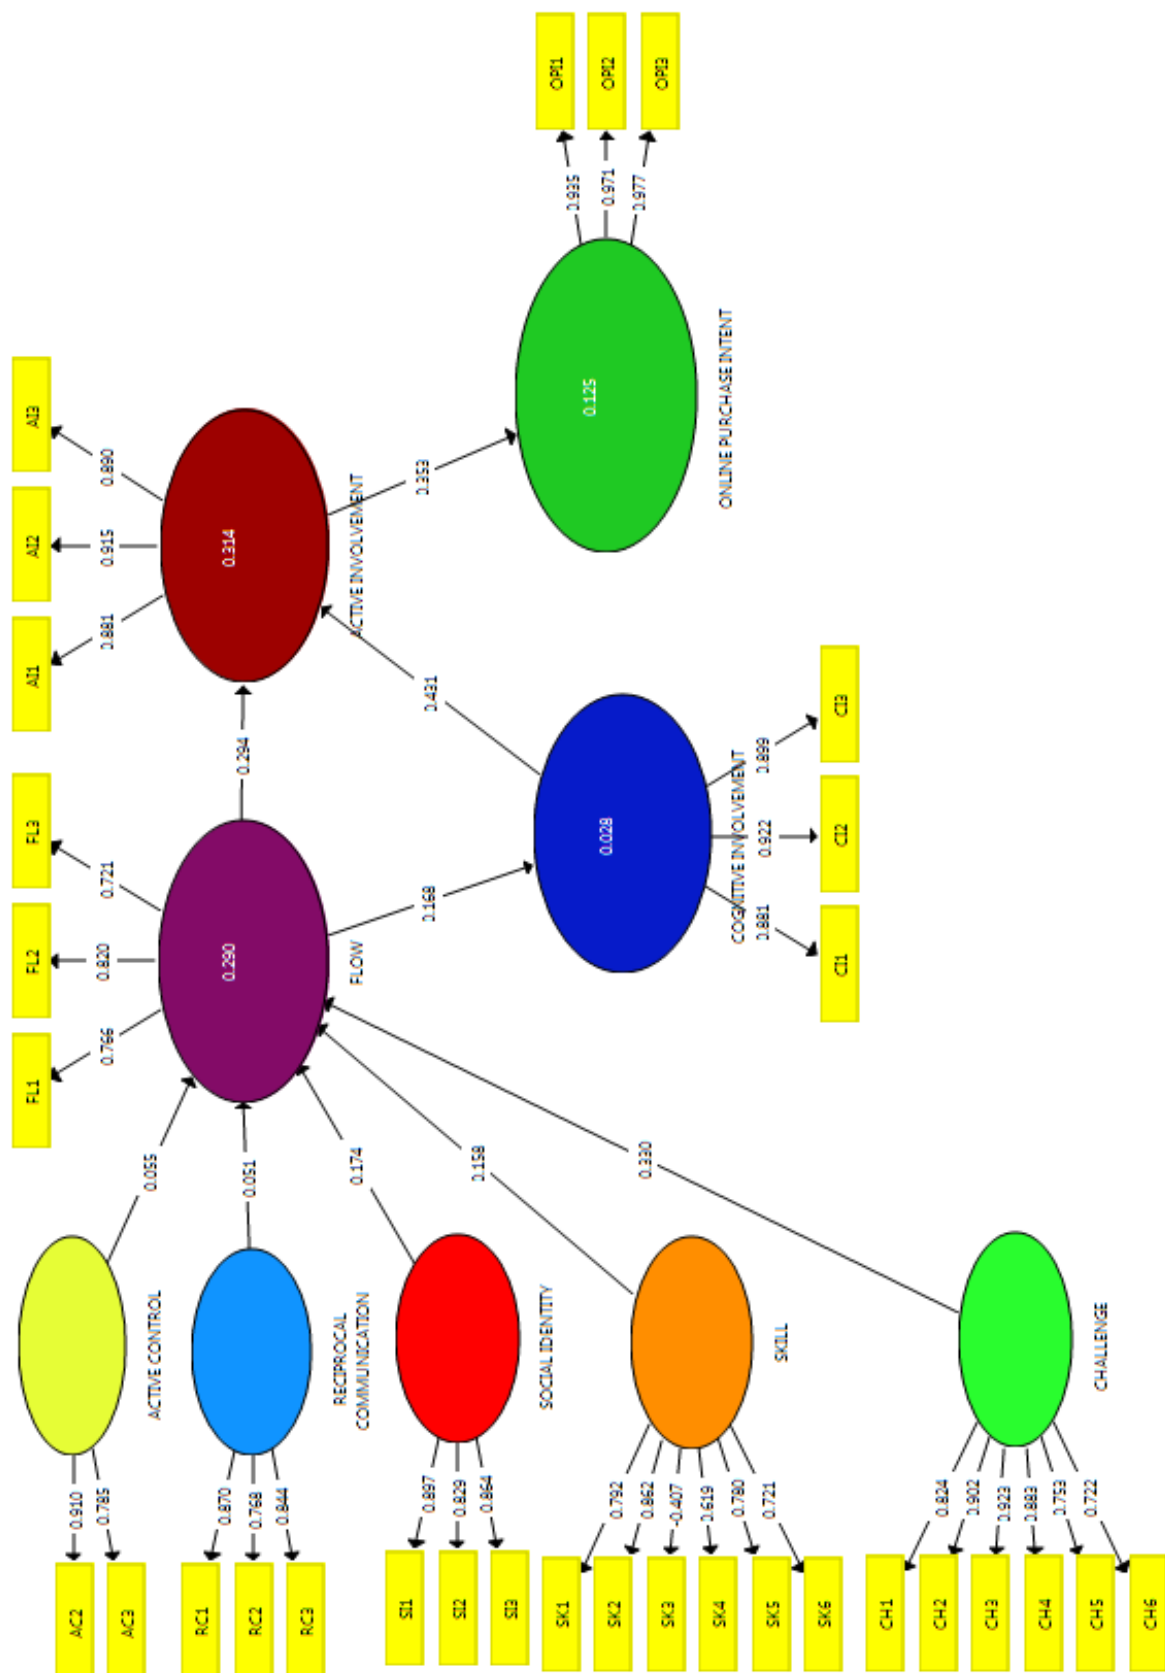 FL1
FL2
FL3
AI1
AI2
AI3
0.766
0.820
0.721
0.881
0.915
0.890
AC2
AC3
0.910
0.785
ACTIVE CONTROL
0.055
RC1
RC2
RC3
0.870
0.768
0.844
RECIPROCAL
COMMUNICATION
0.051
0.290
FLOW
0.294
0.314
ACTIVE INVOLVEMENT
SI1
SI2
SI3
0.897
0.829
0.864
SOCIAL IDENTITY
0.174
0.168
0.431
0.353
SK1
SK2
SK3
SK4
SK5
SK6
0.792
0.862
-0.407
0.619
0.780
0.721
SKILL
0.158
0.028
COGNITIVE INVOLVEMENT
0.881
0.922
0.899
CI1
CI2
CI3
0.125
ONLINE PURCHASE INTENT
0.935
0.971
0.977
OPI1
OPI2
OPI3
CH1
CH2
CH3
CH4
CH5
CH6
0.824
0.902
0.923
0.883
0.753
0.722
CHALLENGE
0.330